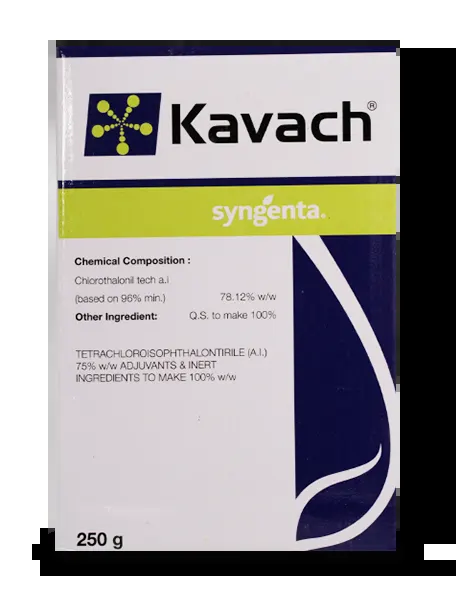 Kavach®
syngenta.
Chemical Composition :
Chlorothalonil tech a.i
(based on 96% min.) 78.12% w/w
Other Ingredient: Q.S. to make 100%
TETRACHLOROISOPHTHALONTIRILE (A.I.)
75% w/w ADJUVANTS & INERT
INGREDIENTS TO MAKE 100% w/w
250 g